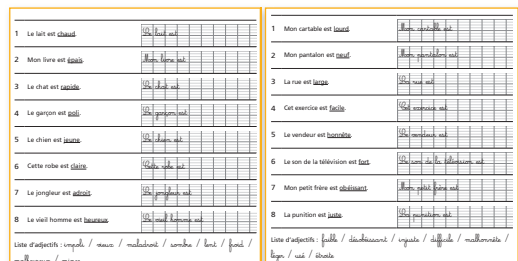 1 Le lait est chaud. Le lait est
2 Mon livre est épais. Mon livre est
3 Le chat est rapide. Le chat est
4 Le garçon est poli. Le garçon est
5 Le chien est jeune. Le chien est
6 Cette robe est claire. Cette robe est
7 Le jongleur est adroit. Le jongleur est
8 Le vieil homme est heureux. Le vieil homme est
Liste d'adjectifs : impoli / vieux / maladroit / sombre / lent / froid /
malheureux / mince
1 Mon cartable est lourd. Mon cartable est
2 Mon pantalon est neuf. Mon pantalon est
3 La rue est large. La rue est
4 Cet exercice est facile. Cet exercice est
5 Le vendeur est honnête. Le vendeur est
6 Le son de la télévision est fort. Le son de la télévision est
7 Mon petit frère est obéissant. Mon petit frère est
8 La punition est juste. La punition est
Liste d'adjectifs : faible / désobéissant / injuste / difficile / malhonnête /
léger / usé / étroite